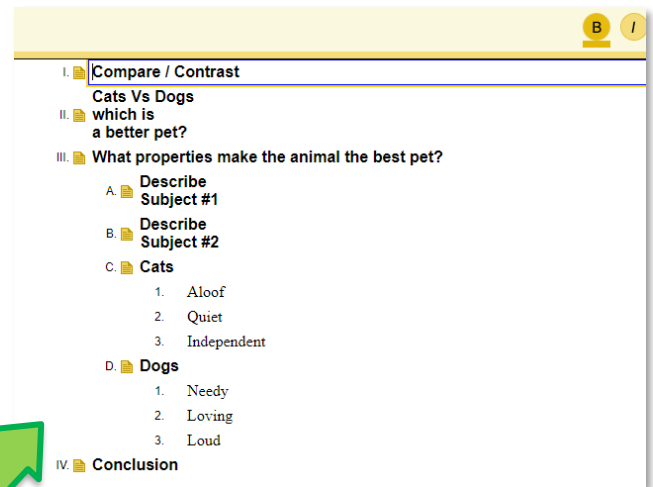 B I
I. Compare / Contrast
Cats Vs Dogs
II. which is
a better pet?
III. What properties make the animal the best pet?
A. Describe
Subject #1
B. Describe
Subject #2
C. Cats
1. Aloof
2. Quiet
3. Independent
D. Dogs
1. Needy
2. Loving
3. Loud
IV. Conclusion